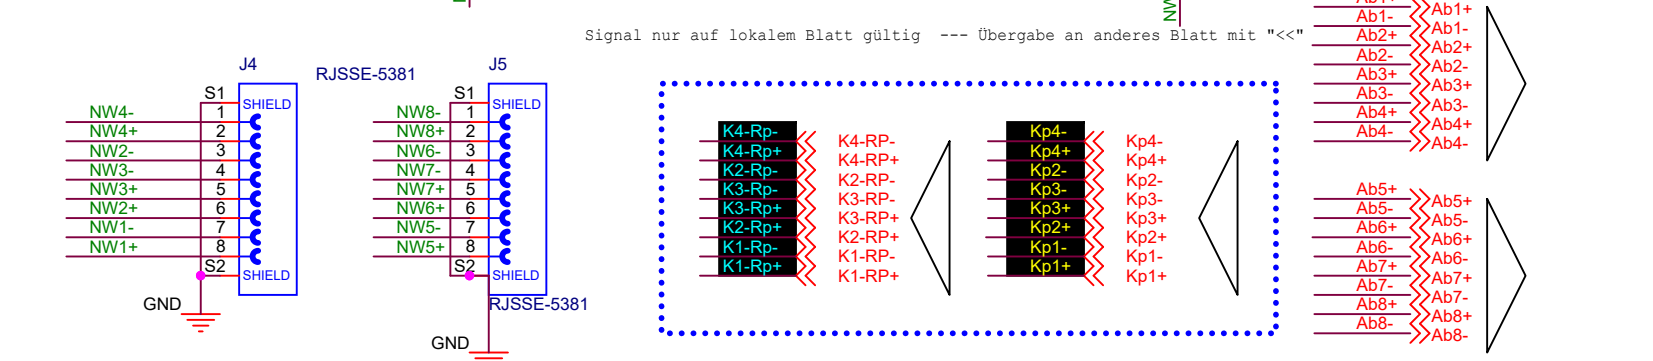 Signal nur auf lokalem Blatt gültig --- Übergabe an anderes Blatt mit "<<"
J4
RJSSE-5381
S1
SHIELD
NW4- 1
NW4+ 2
NW2- 3
NW3- 4
NW3+ 5
NW2+ 6
NW1- 7
NW1+ 8
S2
SHIELD
GND
J5
S1
SHIELD
NW8- 1
NW8+ 2
NW6- 3
NW7- 4
NW7+ 5
NW6+ 6
NW5- 7
NW5+ 8
S2
SHIELD
RJSSE-5381
GND
K4-Rp- K4-RP-
K4-Rp+ K4-RP+
K2-Rp- K2-RP-
K3-Rp- K3-RP-
K3-Rp+ K3-RP+
K2-Rp+ K2-RP+
K1-Rp- K1-RP-
K1-Rp+ K1-RP+
Kp4- Kp4-
Kp4+ Kp4+
Kp2- Kp2-
Kp3- Kp3-
Kp3+ Kp3+
Kp2+ Kp2+
Kp1- Kp1-
Kp1+ Kp1+
Ab1+
Ab1- Ab1-
Ab2+ Ab2+
Ab2- Ab2-
Ab3+ Ab3+
Ab3- Ab3-
Ab4+ Ab4+
Ab4- Ab4-
Ab5+ Ab5+
Ab5- Ab5-
Ab6+ Ab6+
Ab6- Ab6-
Ab7+ Ab7+
Ab7- Ab7-
Ab8+ Ab8+
Ab8- Ab8-